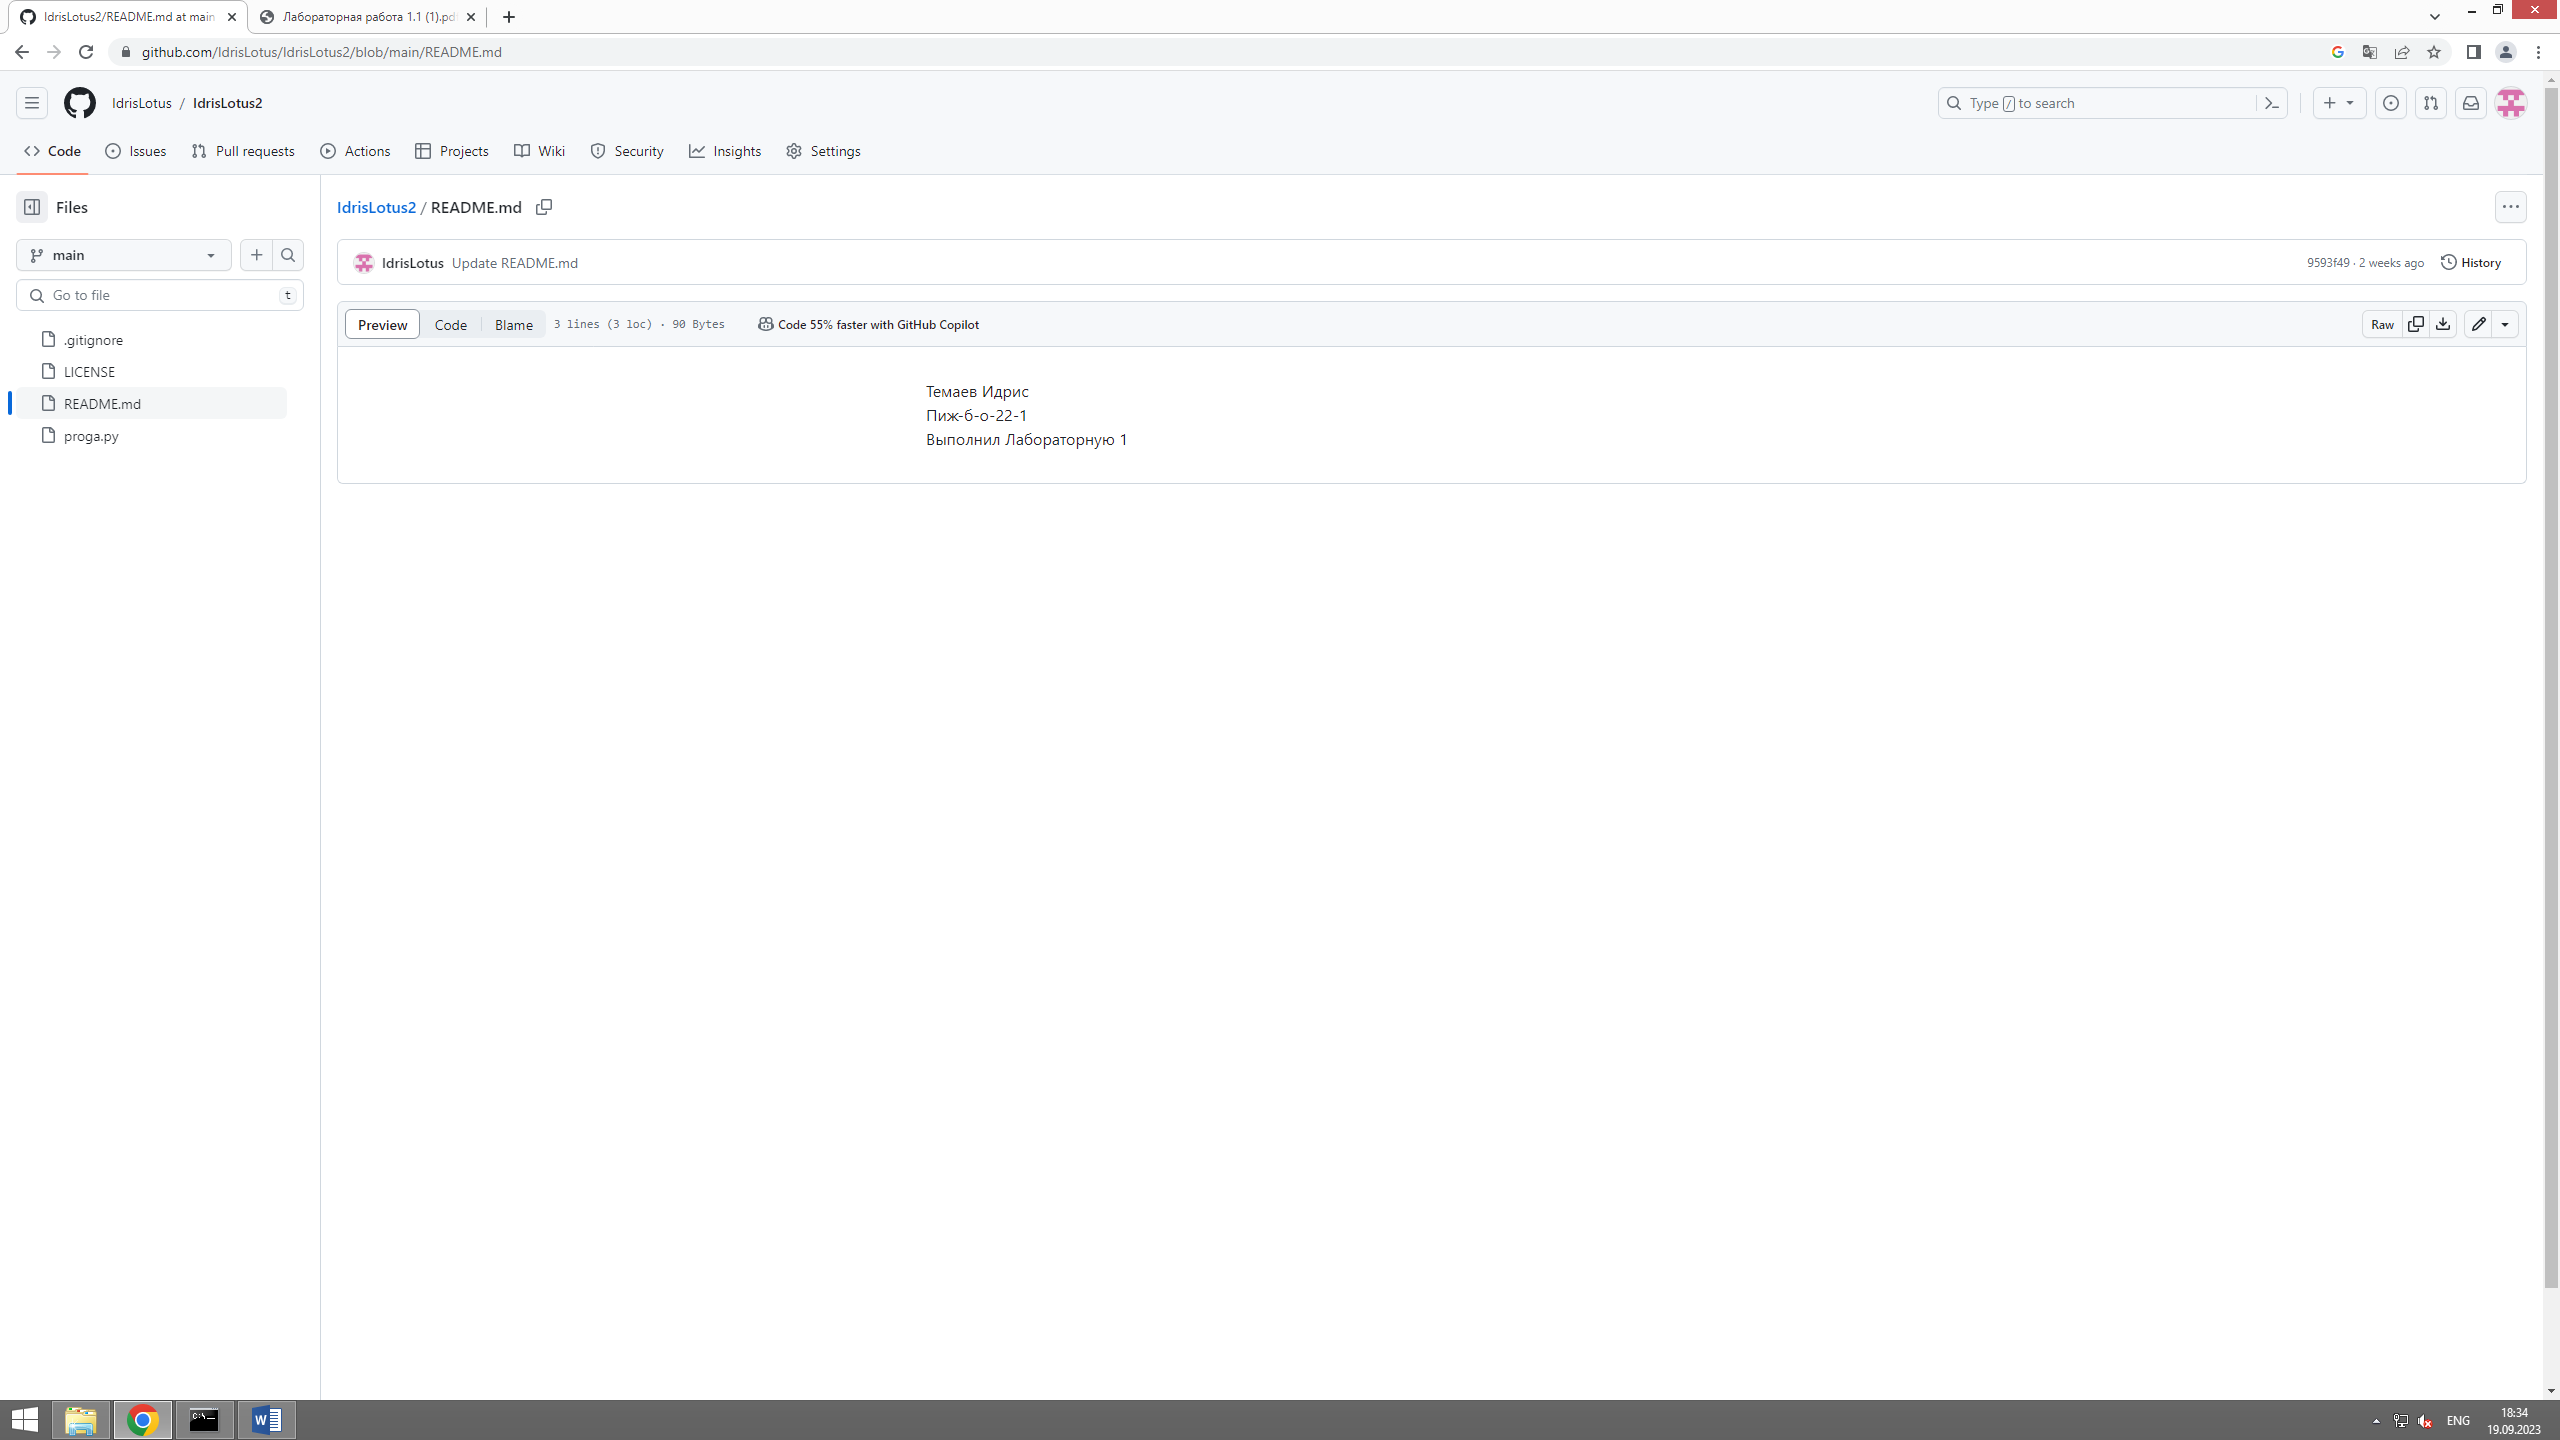 IdrisLotus2/README.md at main
Лабораторная работа 1.1 (1).pd
github.com/IdrisLotus/IdrisLotus2/blob/main/README.md
IdrisLotus / IdrisLotus2
Type / to search
Code
Issues
Pull requests
Actions
Projects
Wiki
Security
Insights
Settings
Files
IdrisLotus2 / README.md
main
IdrisLotus Update README.md
9593f49 · 2 weeks ago
History
Go to file
t
Preview
Code
Blame
3 lines (3 loc) · 90 Bytes
Code 55% faster with GitHub Copilot
Raw
.gitignore
LICENSE
README.md
proga.py
Темаев Идрис
Пиж-б-о-22-1
Выполнил Лабораторную 1
ENG
18:34
19.09.2023